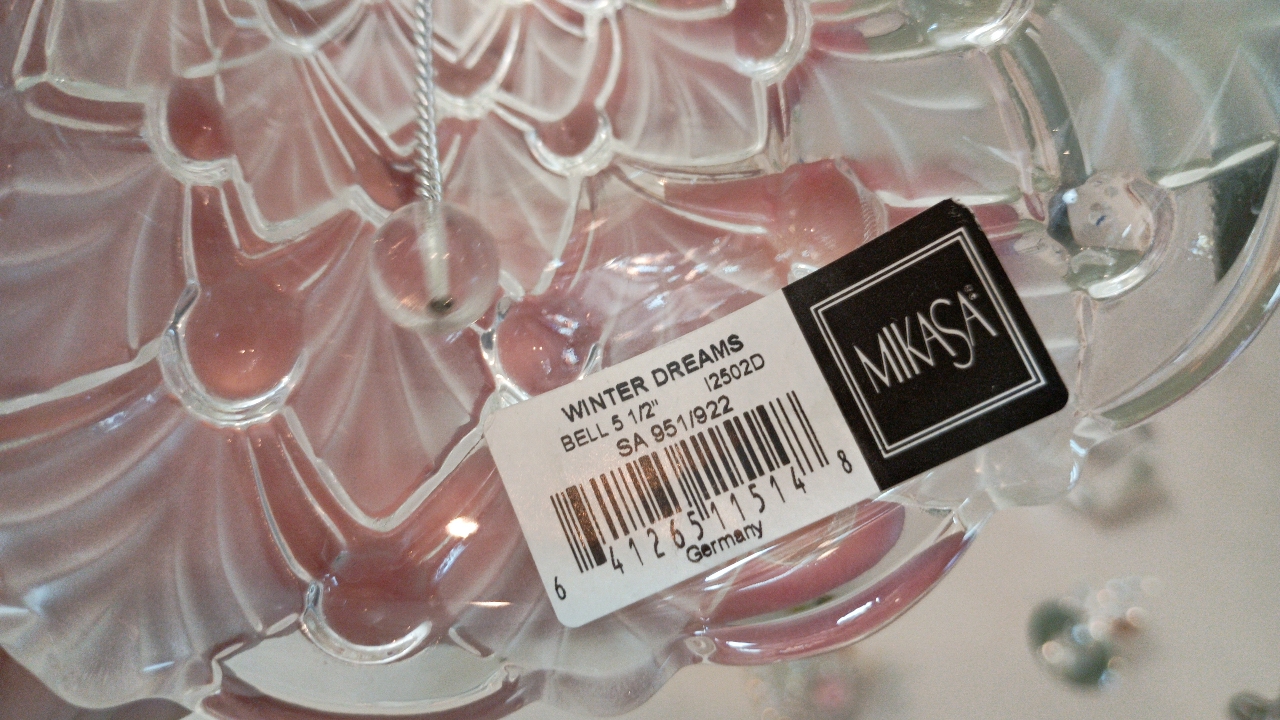 WINTER DREAMS
BELL 5 1/2" I2502D
SA 951/922
6 41265 11514 8
Germany
MIKASA®